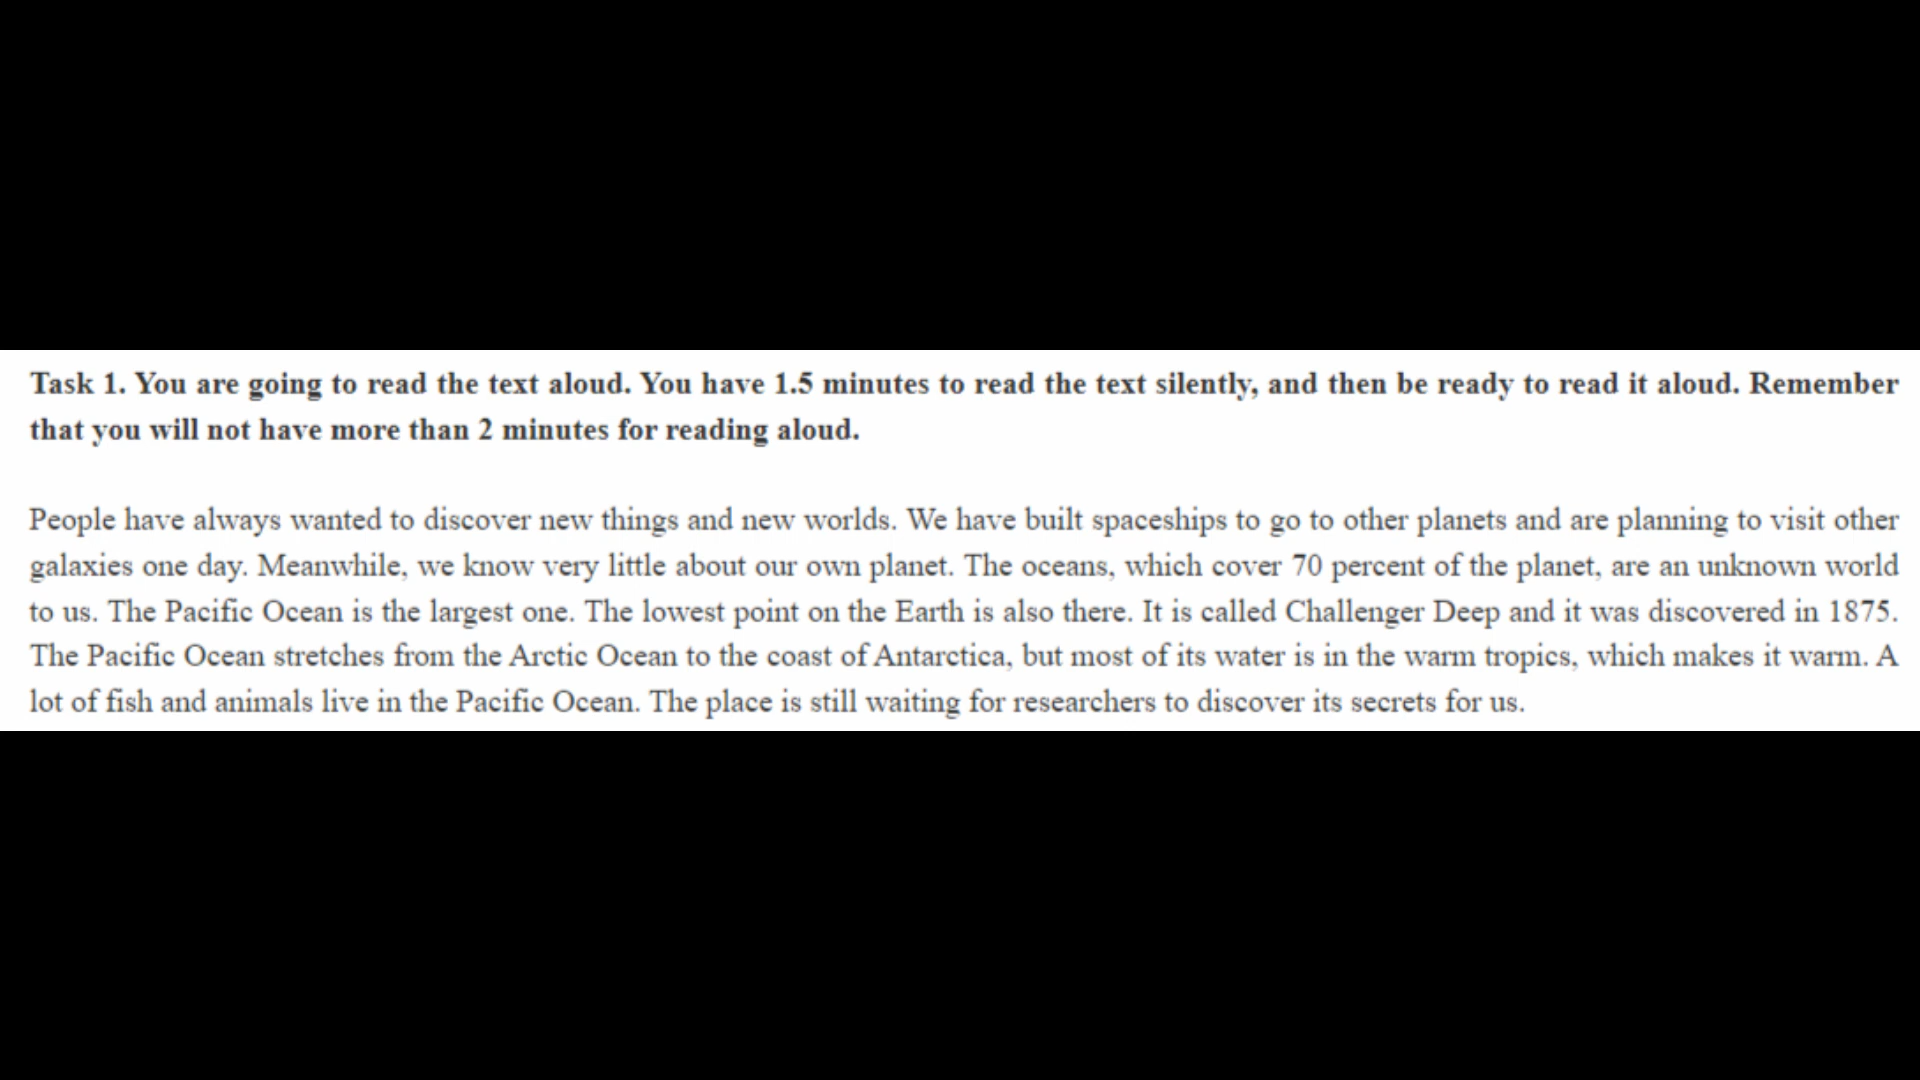 Task 1. You are going to read the text aloud. You have 1.5 minutes to read the text silently, and then be ready to read it aloud. Remember
that you will not have more than 2 minutes for reading aloud.
People have always wanted to discover new things and new worlds. We have built spaceships to go to other planets and are planning to visit other
galaxies one day. Meanwhile, we know very little about our own planet. The oceans, which cover 70 percent of the planet, are an unknown world
to us. The Pacific Ocean is the largest one. The lowest point on the Earth is also there. It is called Challenger Deep and it was discovered in 1875.
The Pacific Ocean stretches from the Arctic Ocean to the coast of Antarctica, but most of its water is in the warm tropics, which makes it warm. A
lot of fish and animals live in the Pacific Ocean. The place is still waiting for researchers to discover its secrets for us.